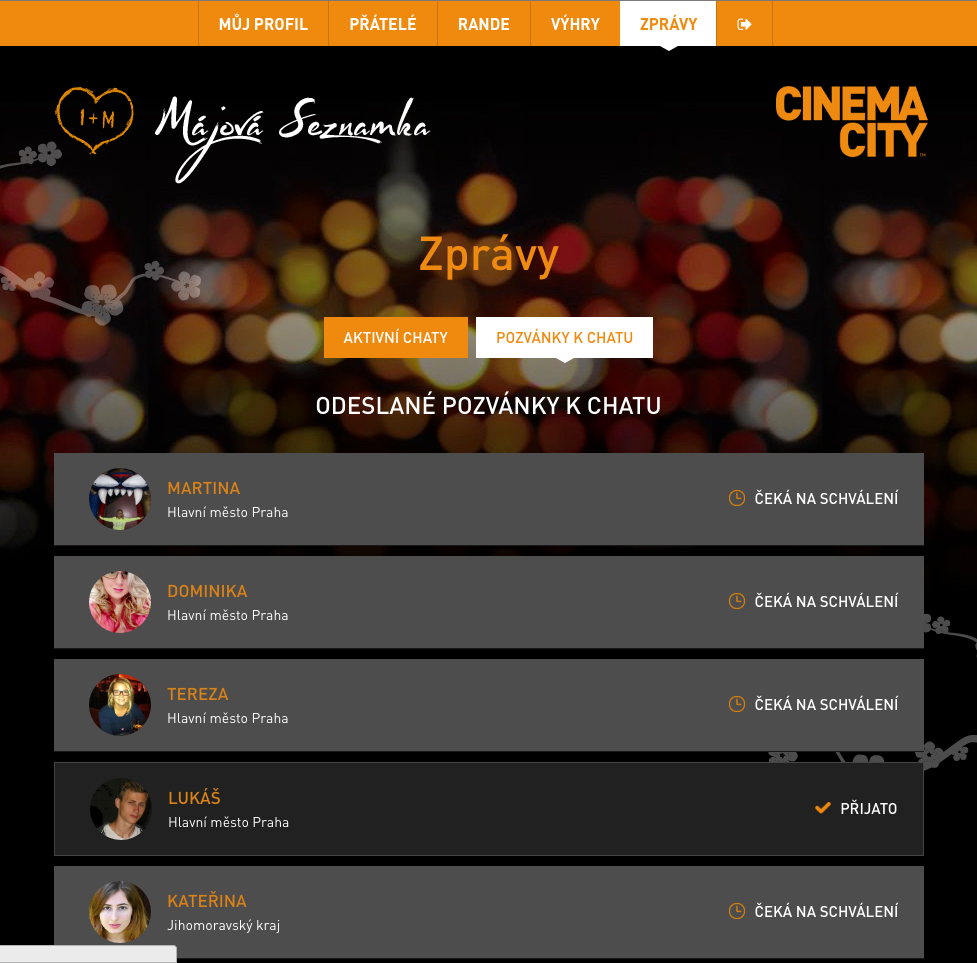 MŮJ PROFIL PŘÁTELÉ RANDE VÝHRY ZPRÁVY
1+M Májová Seznamka
CINEMA
CITY™
Zprávy
AKTIVNÍ CHATY POZVÁNKY K CHATU
ODESLANÉ POZVÁNKY K CHATU
MARTINA
Hlavní město Praha
ČEKÁ NA SCHVÁLENÍ
DOMINIKA
Hlavní město Praha
ČEKÁ NA SCHVÁLENÍ
TEREZA
Hlavní město Praha
ČEKÁ NA SCHVÁLENÍ
LUKÁŠ
Hlavní město Praha
PŘIJATO
KATEŘINA
Jihomoravský kraj
ČEKÁ NA SCHVÁLENÍ